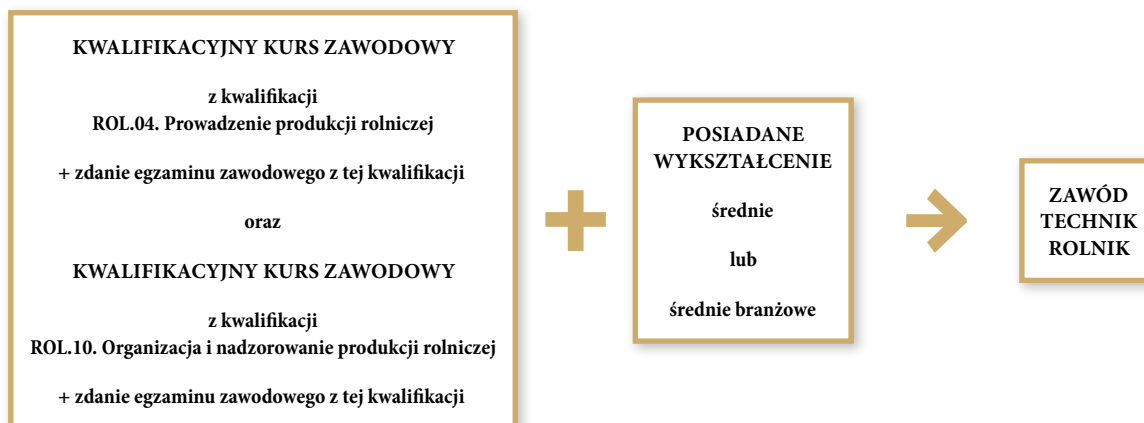 KWALIFIKACYJNY KURS ZAWODOWY
z kwalifikacji
ROL.04. Prowadzenie produkcji rolniczej
+ zdanie egzaminu zawodowego z tej kwalifikacji
oraz
KWALIFIKACYJNY KURS ZAWODOWY
z kwalifikacji
ROL.10. Organizacja i nadzorowanie produkcji rolniczej
+ zdanie egzaminu zawodowego z tej kwalifikacji
POSIADANE
WYKSZTAŁCENIE
średnie
lub
średnie branżowe
ZAWÓD
TECHNIK
ROLNIK